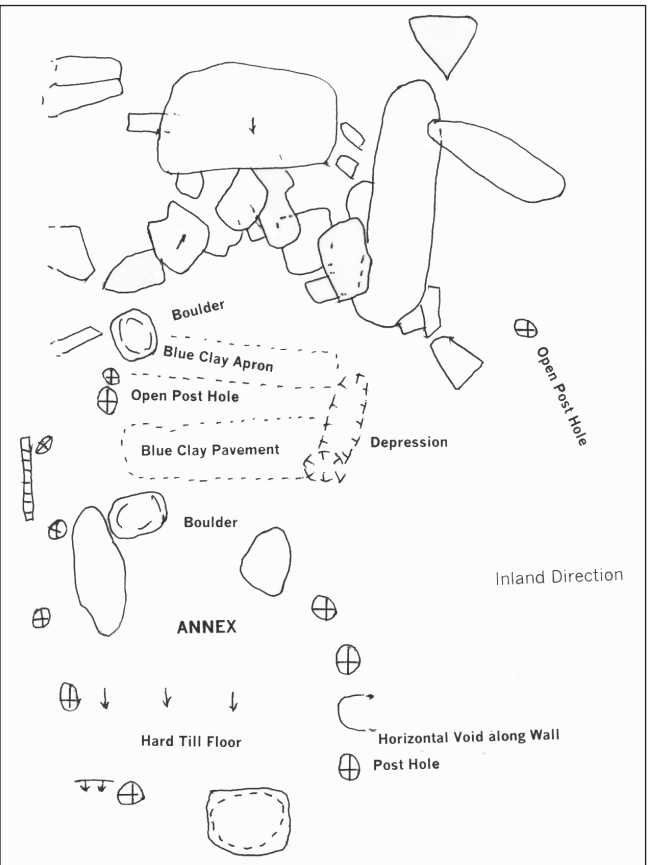 Boulder
Blue Clay Apron
Open Post Hole
Open Post Hole
Blue Clay Pavement
Depression
Boulder
Inland Direction
ANNEX
Hard Till Floor
Horizontal Void along Wall
Post Hole